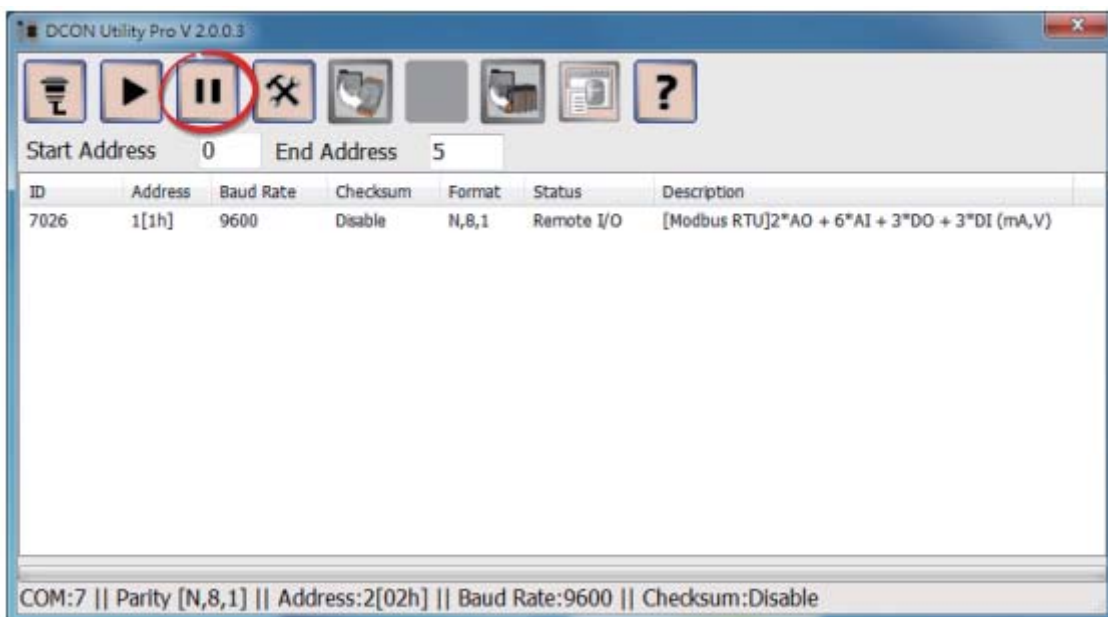 DCON Utility Pro V 2.0.0.3
?
Start Address 0 End Address 5
ID Address Baud Rate Checksum Format Status Description
7026 1[1h] 9600 Disable N,8,1 Remote I/O [Modbus RTU]2*AO + 6*AI + 3*DO + 3*DI (mA,V)
COM:7 || Parity [N,8,1] || Address:2[02h] || Baud Rate:9600 || Checksum:Disable